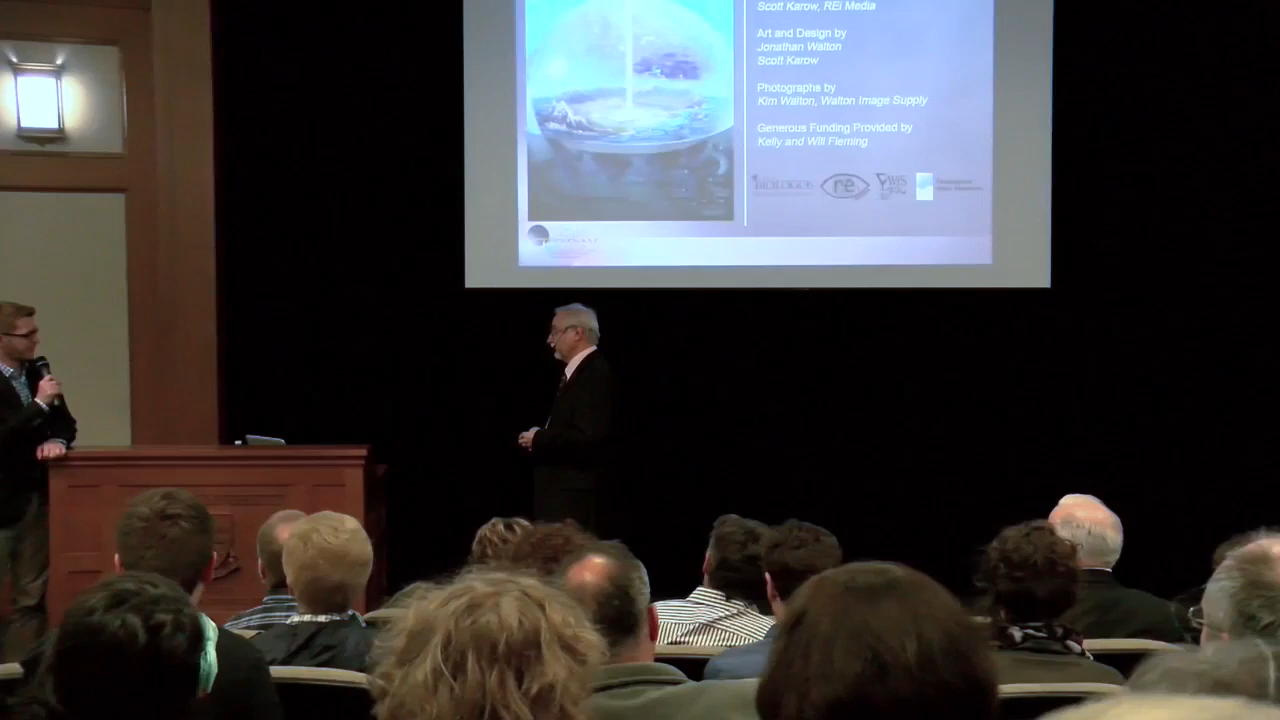 Scott Karow, REi Media
Art and Design by
Jonathan Walton
Scott Karow
Photographs by
Kim Walton, Walton Image Supply
Generous Funding Provided by
Kelly and Will Fleming
BIOLOGOS
re